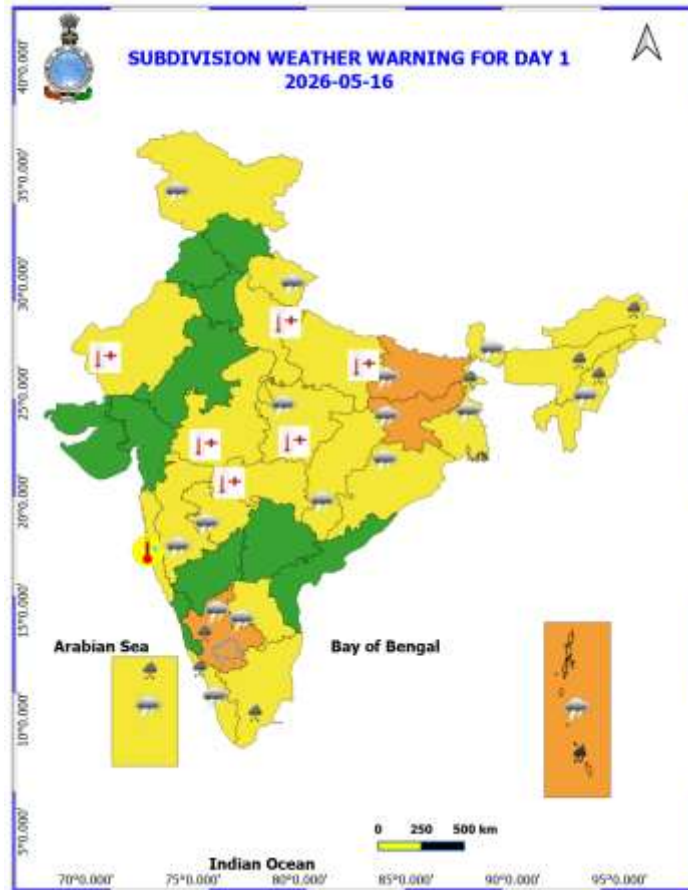 SUBDIVISION WEATHER WARNING FOR DAY 1
2026-05-16
40°0.000'
35°0.000'
30°0.000'
25°0.000'
20°0.000'
15°0.000'
10°0.000'
5°0.000'
Arabian Sea
Bay of Bengal
0 250 500 km
Indian Ocean
70°0.000' 75°0.000' 80°0.000' 85°0.000' 90°0.000' 95°0.000'